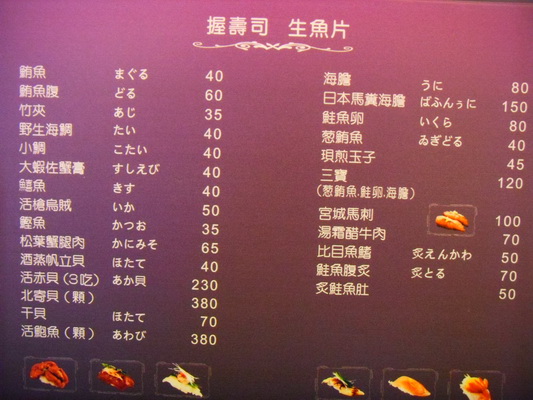 握壽司 生魚片
鮪魚 まぐる 40
鮪魚腹 どる 60
竹夾 あじ 35
野生海鯛 たい 40
小鯛 こたい 40
大蝦佐蟹膏 すしえび 40
鱚魚 きす 40
活槍烏賊 いか 50
鰹魚 かつお 35
松葉蟹腿肉 かにみそ 65
酒蒸帆立貝 ほたて 40
活赤貝(3吃) あか貝 230
北寄貝(顆) 380
干貝 ほたて 70
活鮑魚(顆) あわび 380
海膽 うに 80
日本馬糞海膽 ばふんぅに 150
鮭魚卵 いくら 80
葱鮪魚 ゐぎどる 40
現煎玉子 45
三寶 120
(葱鮪魚.鮭卵.海膽)
宮城馬刺 100
湯霜醋牛肉 70
比目魚鰭 炙えんかわ 50
鮭魚腹炙 炙とる 70
炙鮭魚肚 50